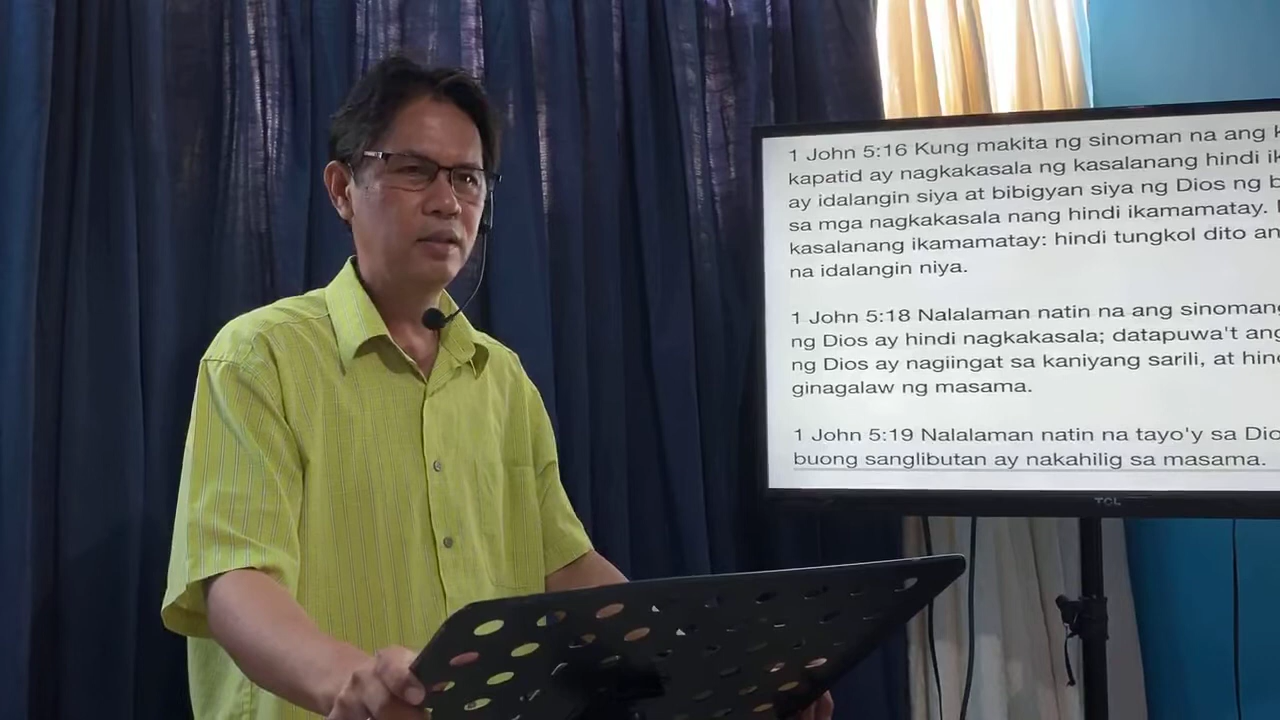 1 John 5:16 Kung makita ng sinoman na ang
kapatid ay nagkakasala ng kasalanang hindi
ay idalangin siya at bibigyan siya ng Dios ng
sa mga nagkakasala nang hindi ikamamatay.
kasalanang ikamamatay: hindi tungkol dito
na idalangin niya.
1 John 5:18 Nalalaman natin na ang sinomang
ng Dios ay hindi nagkakasala; datapuwa't ang
ng Dios ay nagiingat sa kaniyang sarili, at
ginagalaw ng masama.
1 John 5:19 Nalalaman natin na tayo'y sa
buong sanglibutan ay nakahilig sa masama.
TCL